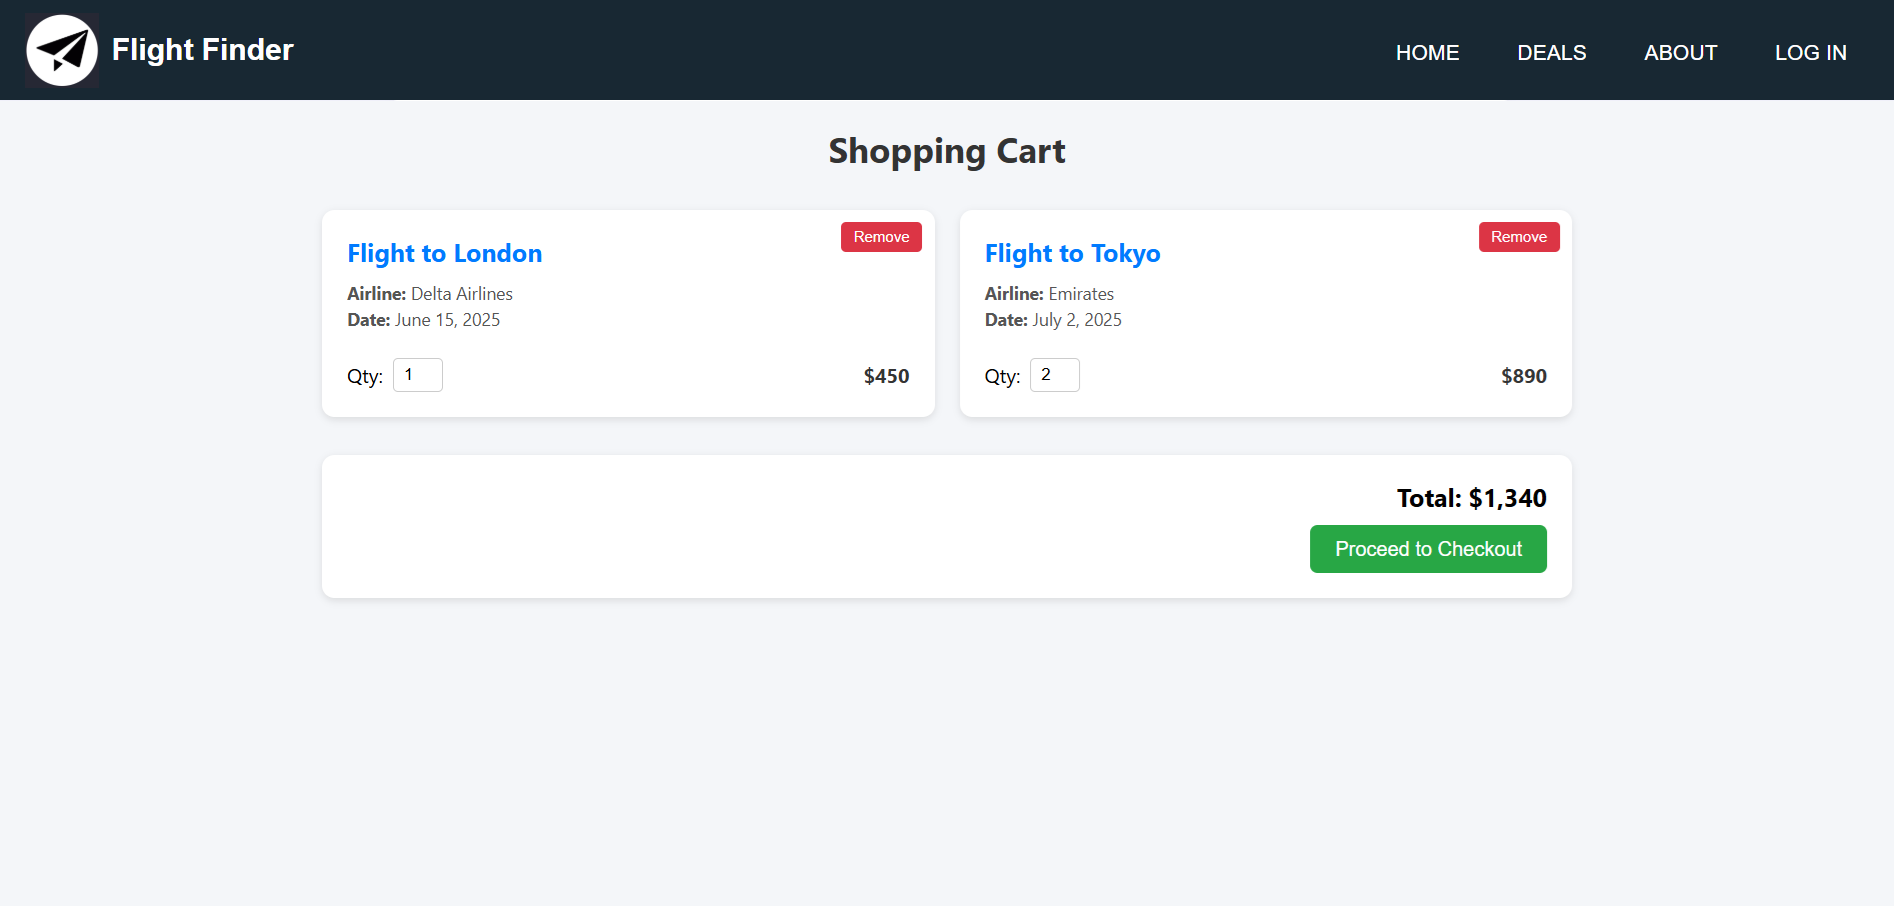 Flight Finder
HOME DEALS ABOUT LOG IN
Shopping Cart
Remove
Flight to London
Airline: Delta Airlines
Date: June 15, 2025
Qty: 1 $450
Remove
Flight to Tokyo
Airline: Emirates
Date: July 2, 2025
Qty: 2 $890
Total: $1,340
Proceed to Checkout